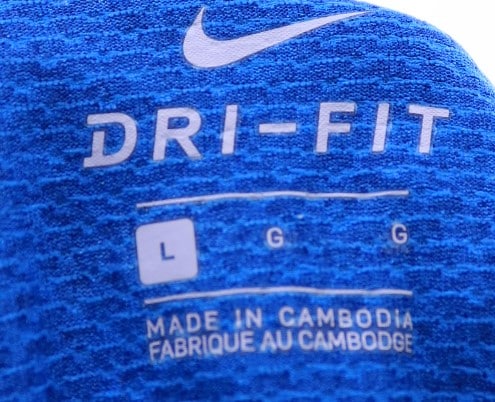 DRI-FIT
L G G
MADE IN CAMBODIA
FABRIQUE AU CAMBODGE